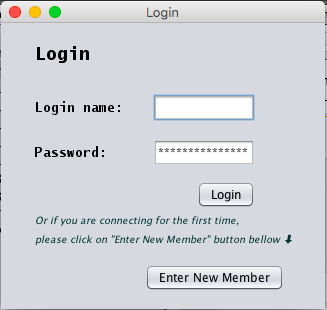 Login
Login
Login name:
Password: ***************
Login
Or if you are connecting for the first time,
please click on "Enter New Member" button bellow ⬇
Enter New Member